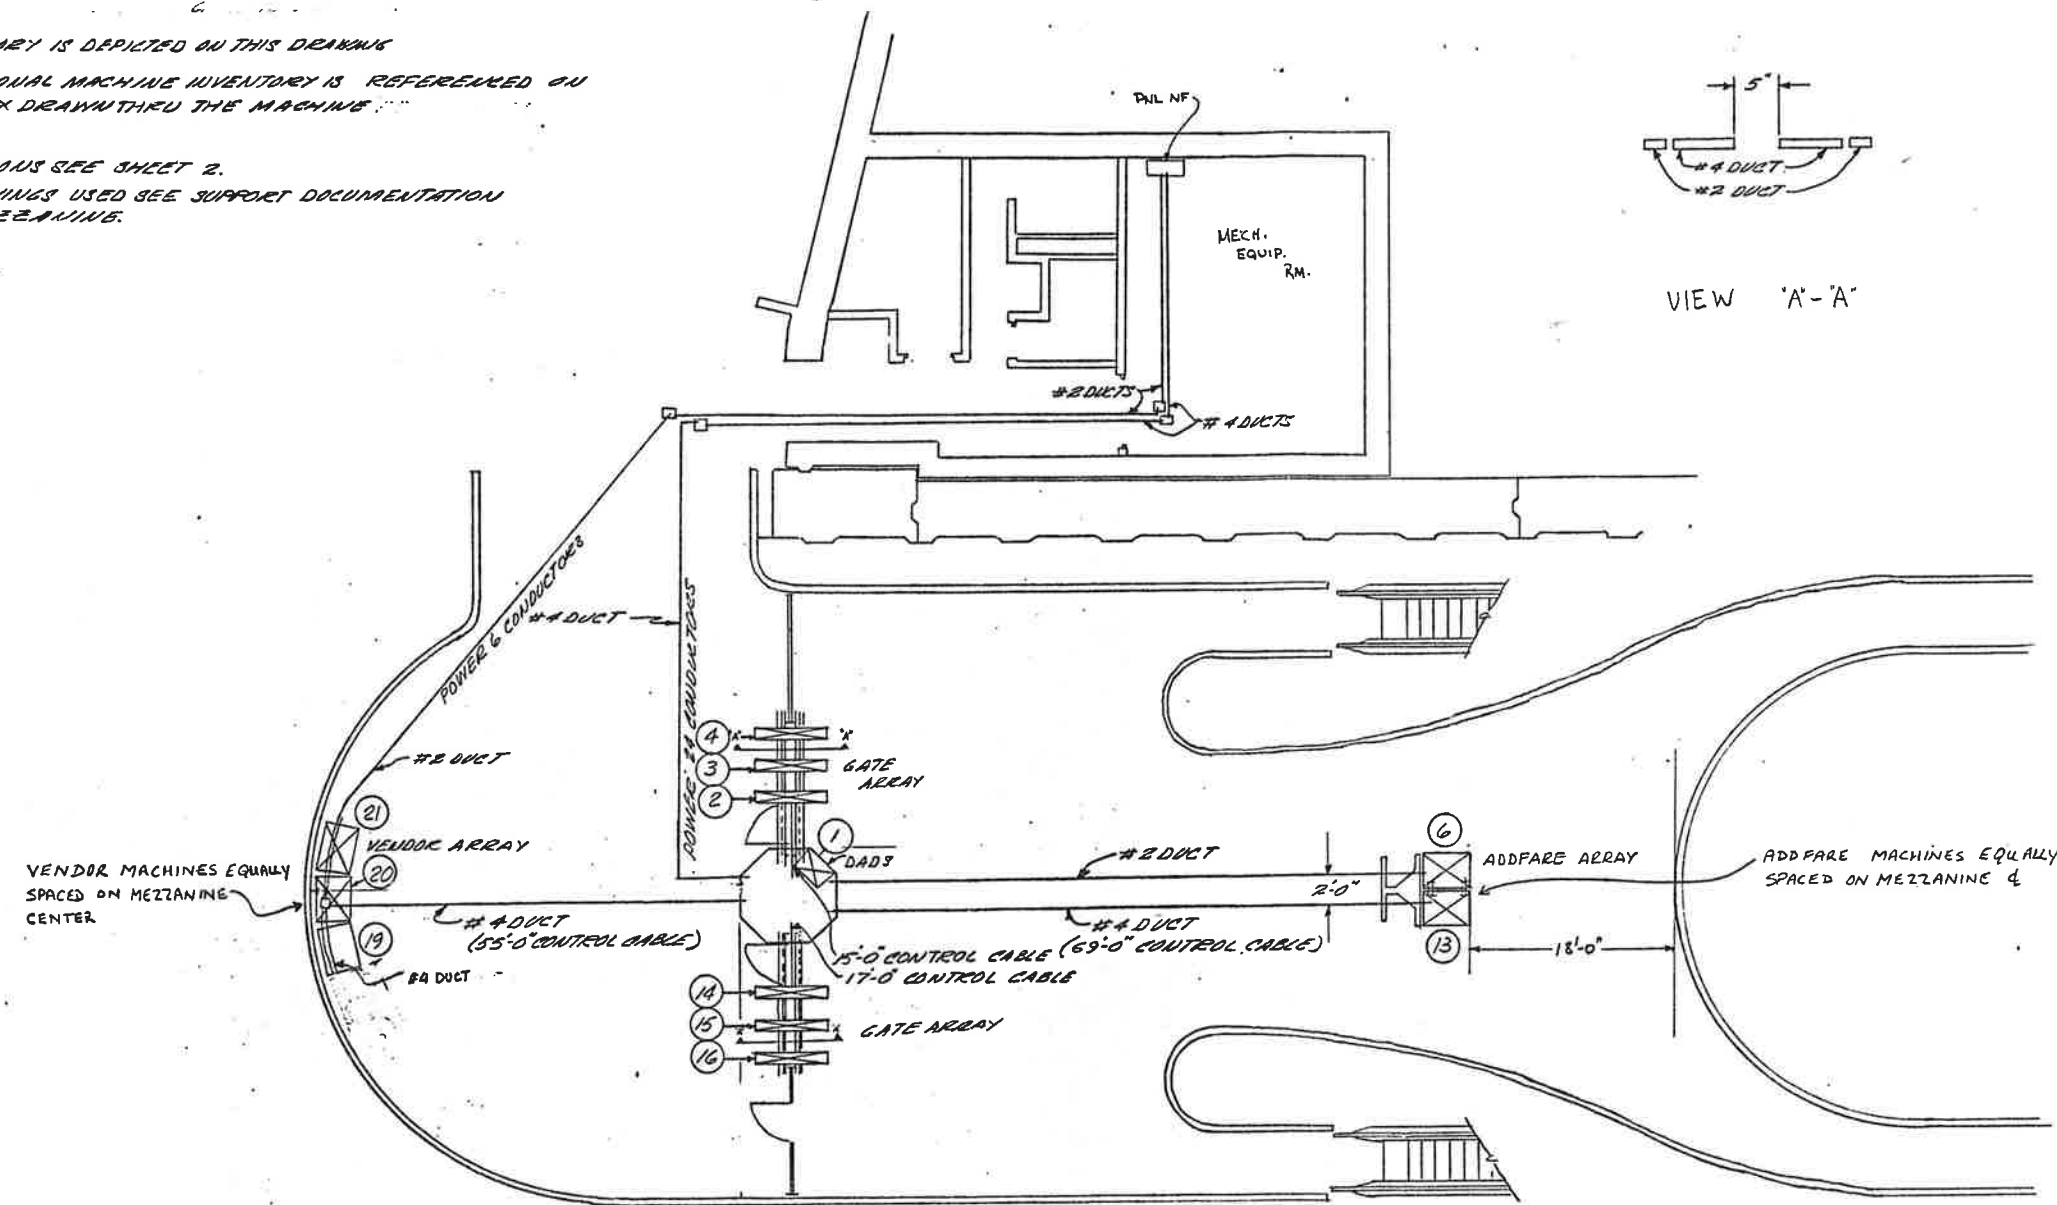 ARY IS DEPICTED ON THIS DRAWING
ONAL MACHINE INVENTORY IS REFERENCED ON
X DRAWN THRU THE MACHINE.
ONS SEE SHEET 2.
INGS USED SEE SUPPORT DOCUMENTATION
EZZANINE.
PNL NF
5"
#4 DUCT
#2 DUCT
VIEW "A"-"A"
MECH.
EQUIP.
RM.
#2 DUCTS
#4 DUCTS
POWER 6 CONDUCTORS
#4 DUCT
POWER 24 CONDUCTORS
#2 DUCT
4
"A"
"A"
3
2
GATE
ARRAY
1
DADS
21
VENDOR ARRAY
20
19
VENDOR MACHINES EQUALLY
SPACED ON MEZZANINE
CENTER
#4 DUCT
(55'-0" CONTROL CABLE)
#4 DUCT
#2 DUCT
2'-0"
#4 DUCT
(69'-0" CONTROL CABLE)
15'-0" CONTROL CABLE
17'-0" CONTROL CABLE
6
ADDFARE ARRAY
13
ADDFARE MACHINES EQUALLY
SPACED ON MEZZANINE ℄
18'-0"
14
15
16
GATE ARRAY